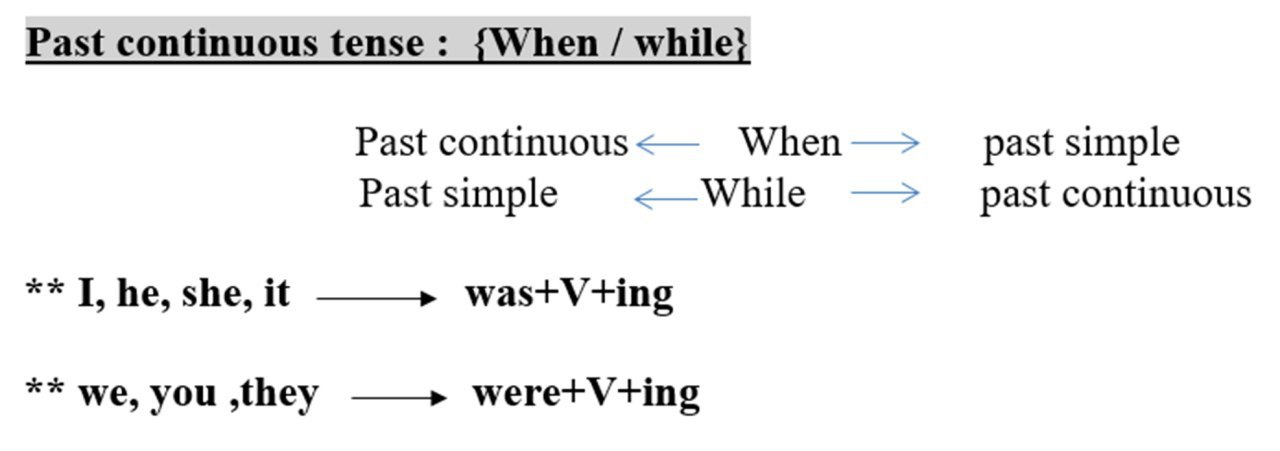 Past continuous tense : {When / while}
Past continuous ← When → past simple
Past simple ← While → past continuous
** I, he, she, it → was+V+ing
** we, you ,they → were+V+ing